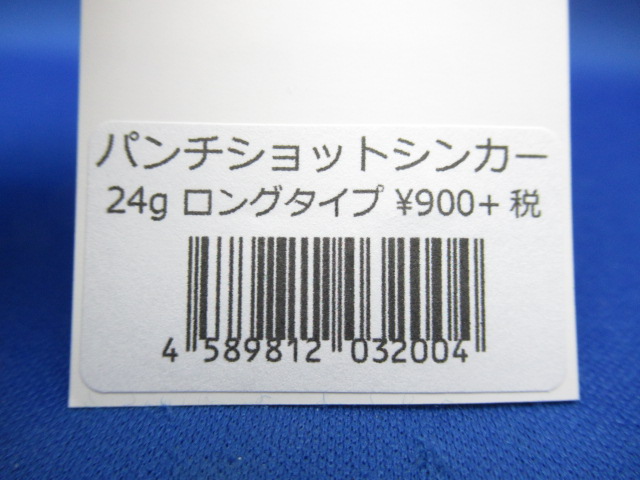 パンチショットシンカー
24g ロングタイプ ¥900+ 税
4 589812 032004